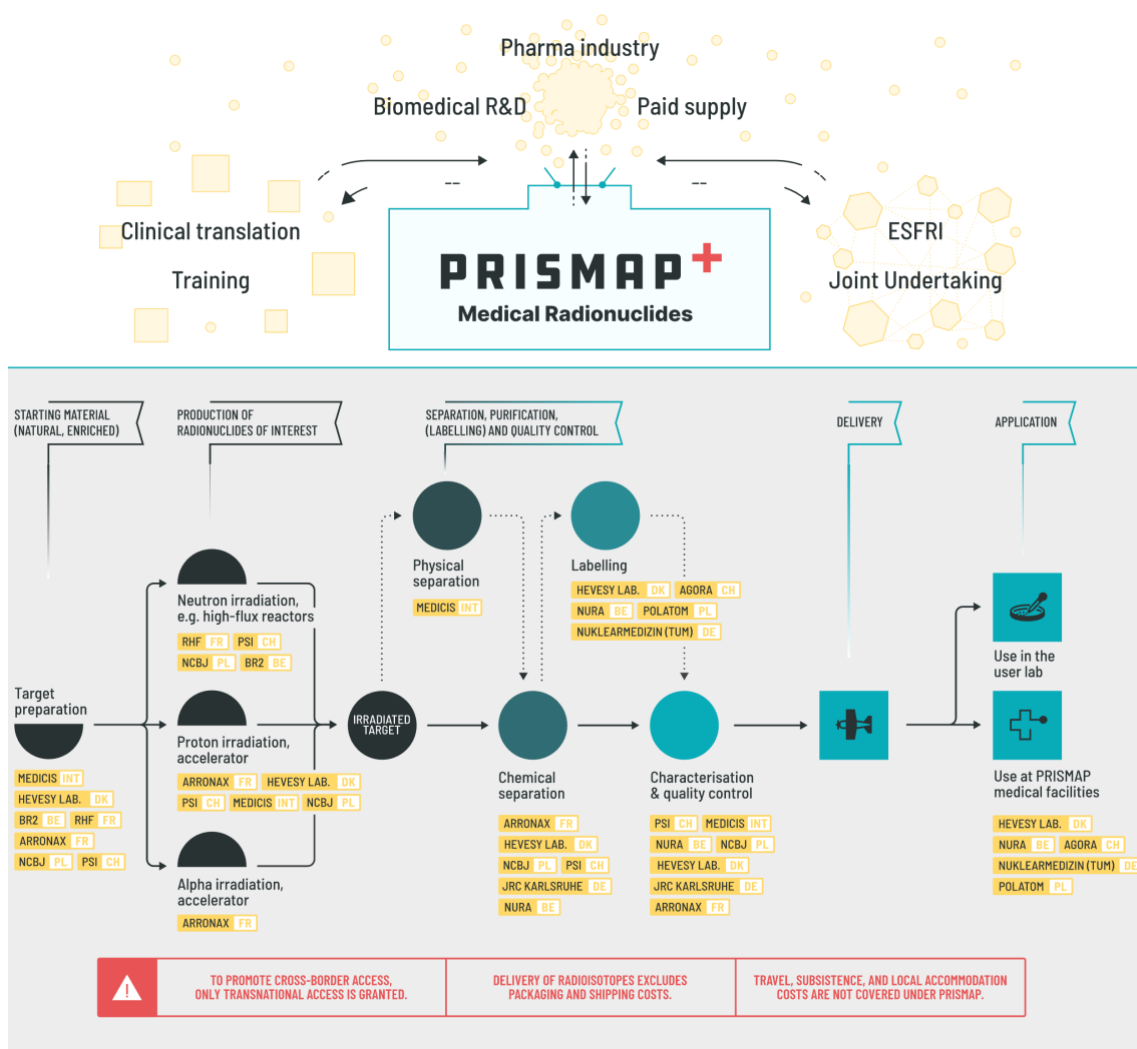 Pharma industry
Biomedical R&D
Paid supply
Clinical translation
Training
ESFRI
Joint Undertaking
PRISMAP+
Medical Radionuclides
STARTING MATERIAL
(NATURAL, ENRICHED)
PRODUCTION OF
RADIONUCLIDES OF INTEREST
SEPARATION, PURIFICATION,
(LABELLING) AND QUALITY CONTROL
DELIVERY
APPLICATION
Target
preparation
MEDICIS INT
HEVESY LAB. DK
BR2 BE RHF FR
ARRONAX FR
NCBJ PL PSI CH
Neutron irradiation,
e.g. high-flux reactors
RHF FR PSI CH
NCBJ PL BR2 BE
Proton irradiation,
accelerator
ARRONAX FR HEVESY LAB. DK
PSI CH MEDICIS INT NCBJ PL
Alpha irradiation,
accelerator
ARRONAX FR
IRRADIATED
TARGET
Physical
separation
MEDICIS INT
Labelling
HEVESY LAB. DK AGORA CH
NURA BE POLATOM PL
NUKLEARMEDIZIN (TUM) DE
Chemical
separation
ARRONAX FR
HEVESY LAB. DK
NCBJ PL PSI CH
JRC KARLSRUHE DE
NURA BE
Characterisation
& quality control
PSI CH MEDICIS INT
NURA BE NCBJ PL
HEVESY LAB. DK
JRC KARLSRUHE DE
ARRONAX FR
Use in the
user lab
Use at PRISMAP
medical facilities
HEVESY LAB. DK
NURA BE AGORA CH
NUKLEARMEDIZIN (TUM) DE
POLATOM PL
TO PROMOTE CROSS-BORDER ACCESS,
ONLY TRANSNATIONAL ACCESS IS GRANTED.
DELIVERY OF RADIOISOTOPES EXCLUDES
PACKAGING AND SHIPPING COSTS.
TRAVEL, SUBSISTENCE, AND LOCAL ACCOMMODATION
COSTS ARE NOT COVERED UNDER PRISMAP.